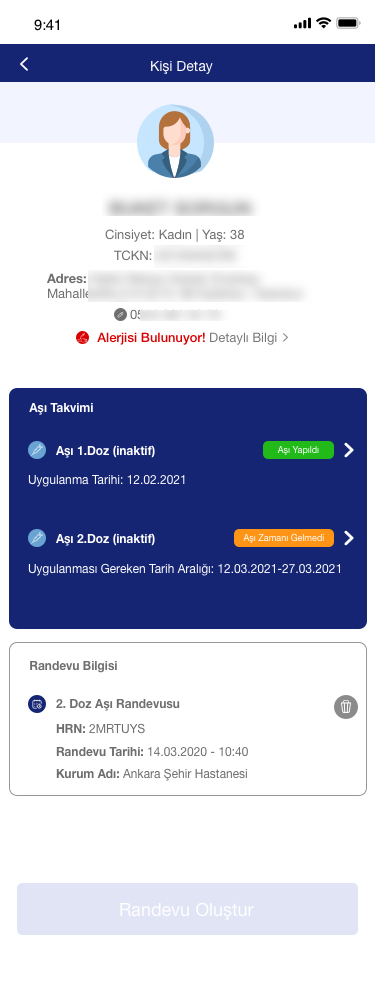 9:41
Kişi Detay
Cinsiyet: Kadın | Yaş: 38
TCKN:
Adres:
Mahalle
05
Alerjisi Bulunuyor! Detaylı Bilgi >
Aşı Takvimi
Aşı 1.Doz (inaktif) Aşı Yapıldı
Uygulanma Tarihi: 12.02.2021
Aşı 2.Doz (inaktif) Aşı Zamanı Gelmedi
Uygulanması Gereken Tarih Aralığı: 12.03.2021-27.03.2021
Randevu Bilgisi
2. Doz Aşı Randevusu
HRN: 2MRTUYS
Randevu Tarihi: 14.03.2020 - 10:40
Kurum Adı: Ankara Şehir Hastanesi
Randevu Oluştur